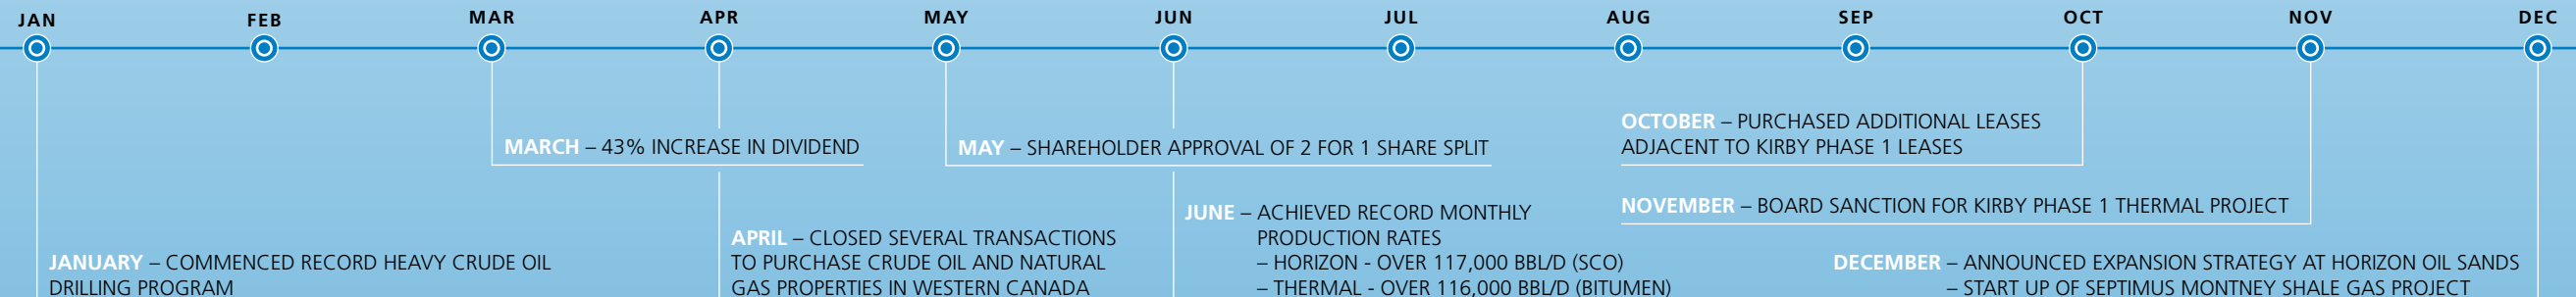 JAN FEB MAR APR MAY JUN JUL AUG SEP OCT NOV DEC
JANUARY – COMMENCED RECORD HEAVY CRUDE OIL
DRILLING PROGRAM
MARCH – 43% INCREASE IN DIVIDEND
APRIL – CLOSED SEVERAL TRANSACTIONS
TO PURCHASE CRUDE OIL AND NATURAL
GAS PROPERTIES IN WESTERN CANADA
MAY – SHAREHOLDER APPROVAL OF 2 FOR 1 SHARE SPLIT
JUNE – ACHIEVED RECORD MONTHLY
PRODUCTION RATES
– HORIZON - OVER 117,000 BBL/D (SCO)
– THERMAL - OVER 116,000 BBL/D (BITUMEN)
OCTOBER – PURCHASED ADDITIONAL LEASES
ADJACENT TO KIRBY PHASE 1 LEASES
NOVEMBER – BOARD SANCTION FOR KIRBY PHASE 1 THERMAL PROJECT
DECEMBER – ANNOUNCED EXPANSION STRATEGY AT HORIZON OIL SANDS
– START UP OF SEPTIMUS MONTNEY SHALE GAS PROJECT